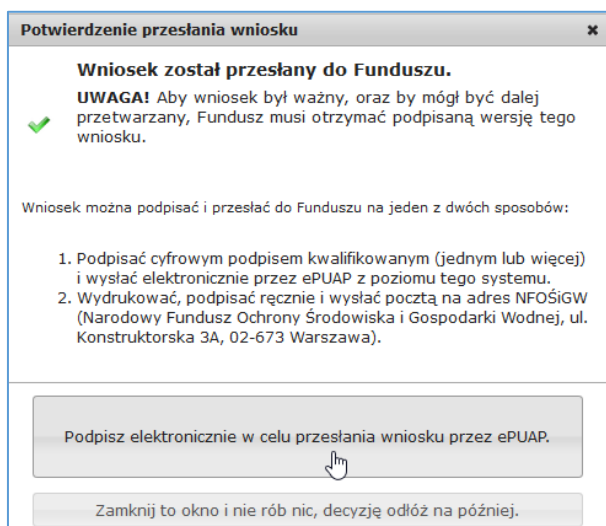 Potwierdzenie przesłania wniosku
Wniosek został przesłany do Funduszu.
UWAGA! Aby wniosek był ważny, oraz by mógł być dalej
przetwarzany, Fundusz musi otrzymać podpisaną wersję tego
wniosku.
Wniosek można podpisać i przesłać do Funduszu na jeden z dwóch sposobów:
1. Podpisać cyfrowym podpisem kwalifikowanym (jednym lub więcej)
i wysłać elektronicznie przez ePUAP z poziomu tego systemu.
2. Wydrukować, podpisać ręcznie i wysłać pocztą na adres NFOŚiGW
(Narodowy Fundusz Ochrony Środowiska i Gospodarki Wodnej, ul.
Konstruktorska 3A, 02-673 Warszawa).
Podpisz elektronicznie w celu przesłania wniosku przez ePUAP.
Zamknij to okno i nie rób nic, decyzję odłóż na później.